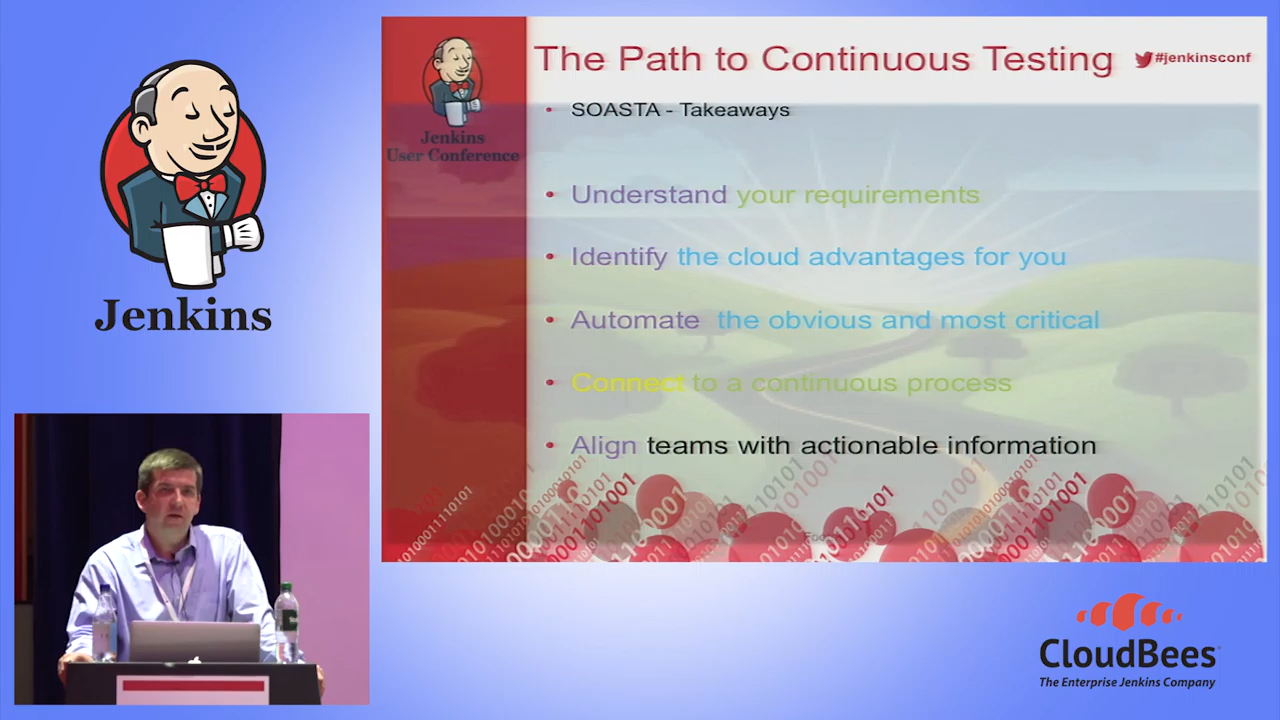 The Path to Continuous Testing
#jenkinsconf
SOASTA - Takeaways
Jenkins
User Conference
Understand your requirements
Identify the cloud advantages for you
Automate the obvious and most critical
Connect to a continuous process
Align teams with actionable information
Jenkins
CloudBees
The Enterprise Jenkins Company